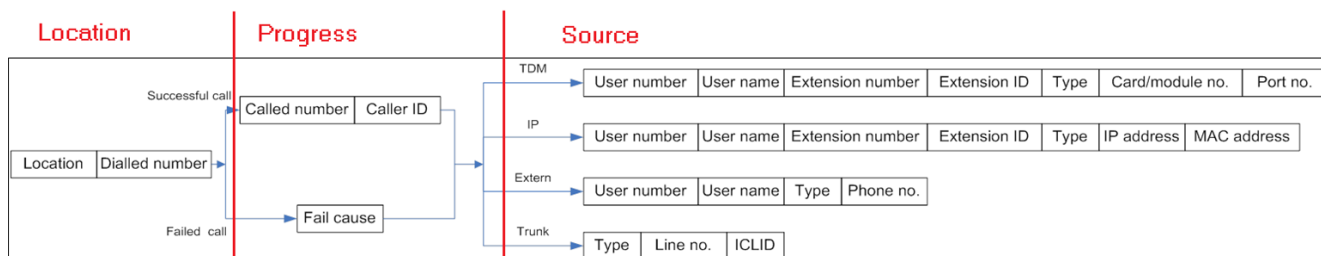 Location Progress Source
TDM
User number User name Extension number Extension ID Type Card/module no. Port no.
Successful call
Called number Caller ID
IP
User number User name Extension number Extension ID Type IP address MAC address
Location Dialled number
Extern
User number User name Type Phone no.
Fail cause
Failed call
Trunk
Type Line no. ICLID